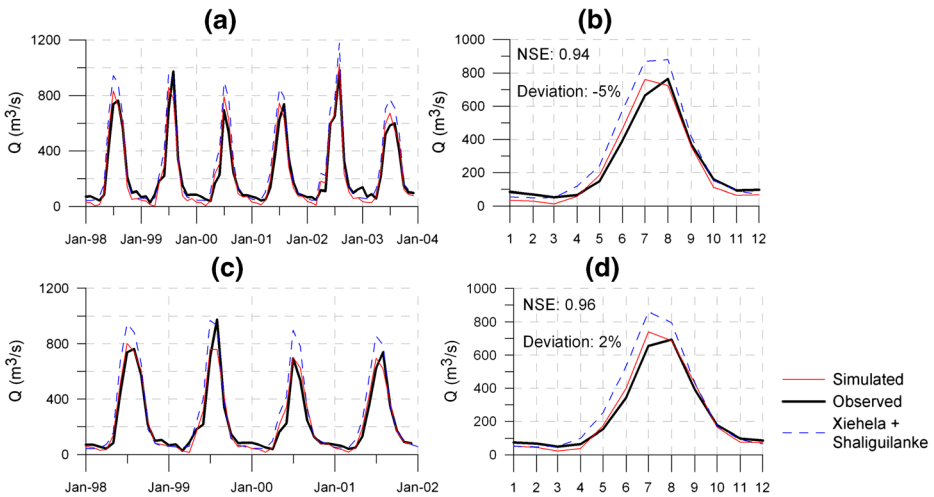 (a)
Q (m³/s)
1200
800
400
0
Jan-98 Jan-99 Jan-00 Jan-01 Jan-02 Jan-03 Jan-04
(b)
Q (m³/s)
1000
800
600
400
200
0
NSE: 0.94
Deviation: -5%
1 2 3 4 5 6 7 8 9 10 11 12
(c)
Q (m³/s)
1200
800
400
0
Jan-98 Jan-99 Jan-00 Jan-01 Jan-02
(d)
Q (m³/s)
1000
800
600
400
200
0
NSE: 0.96
Deviation: 2%
1 2 3 4 5 6 7 8 9 10 11 12
Simulated
Observed
Xiehela +
Shaliguilanke